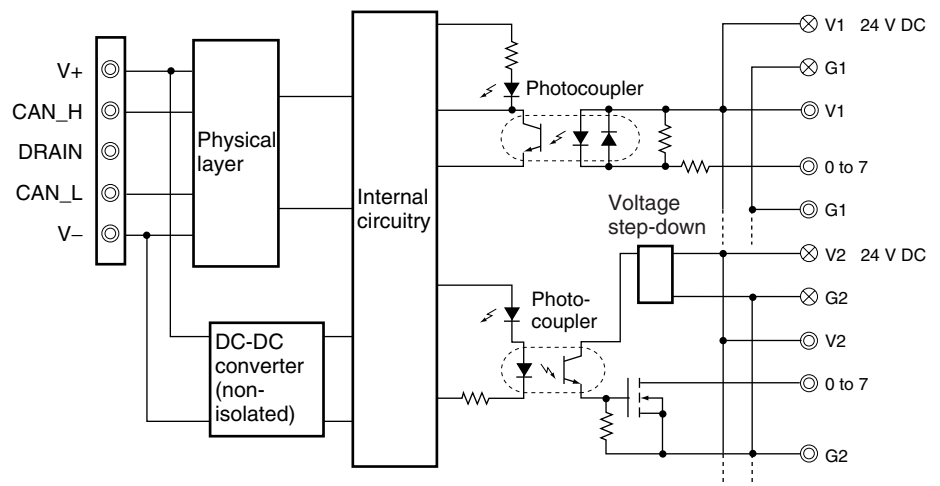 V+
CAN_H
DRAIN
CAN_L
V–
Physical
layer
DC-DC
converter
(non-
isolated)
Internal
circuitry
Photocoupler
Voltage
step-down
Photo-
coupler
V1 24 V DC
G1
V1
0 to 7
G1
V2 24 V DC
G2
V2
0 to 7
G2